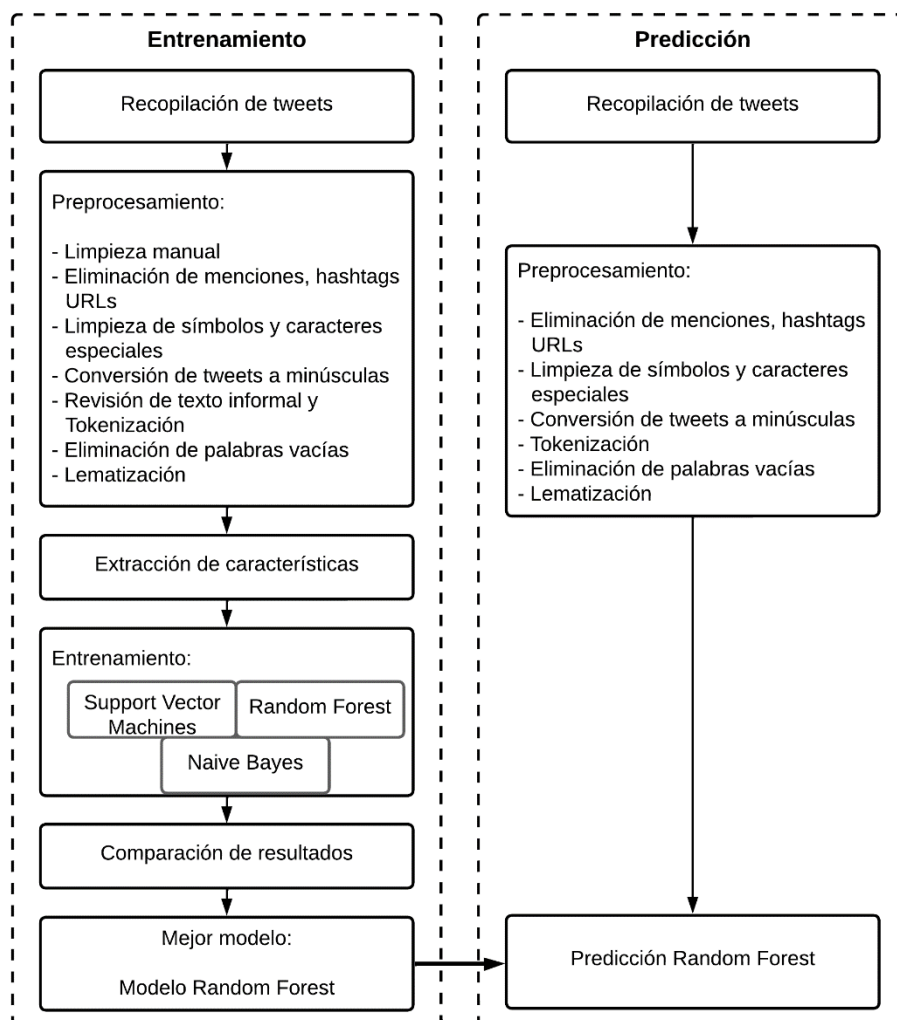 Entrenamiento
Recopilación de tweets
Preprocesamiento:
- Limpieza manual
- Eliminación de menciones, hashtags
URLs
- Limpieza de símbolos y caracteres
especiales
- Conversión de tweets a minúsculas
- Revisión de texto informal y
Tokenización
- Eliminación de palabras vacías
- Lematización
Extracción de características
Entrenamiento:
Support Vector
Machines
Random Forest
Naive Bayes
Comparación de resultados
Mejor modelo:
Modelo Random Forest
Predicción
Recopilación de tweets
Preprocesamiento:
- Eliminación de menciones, hashtags
URLs
- Limpieza de símbolos y caracteres
especiales
- Conversión de tweets a minúsculas
- Tokenización
- Eliminación de palabras vacías
- Lematización
Predicción Random Forest